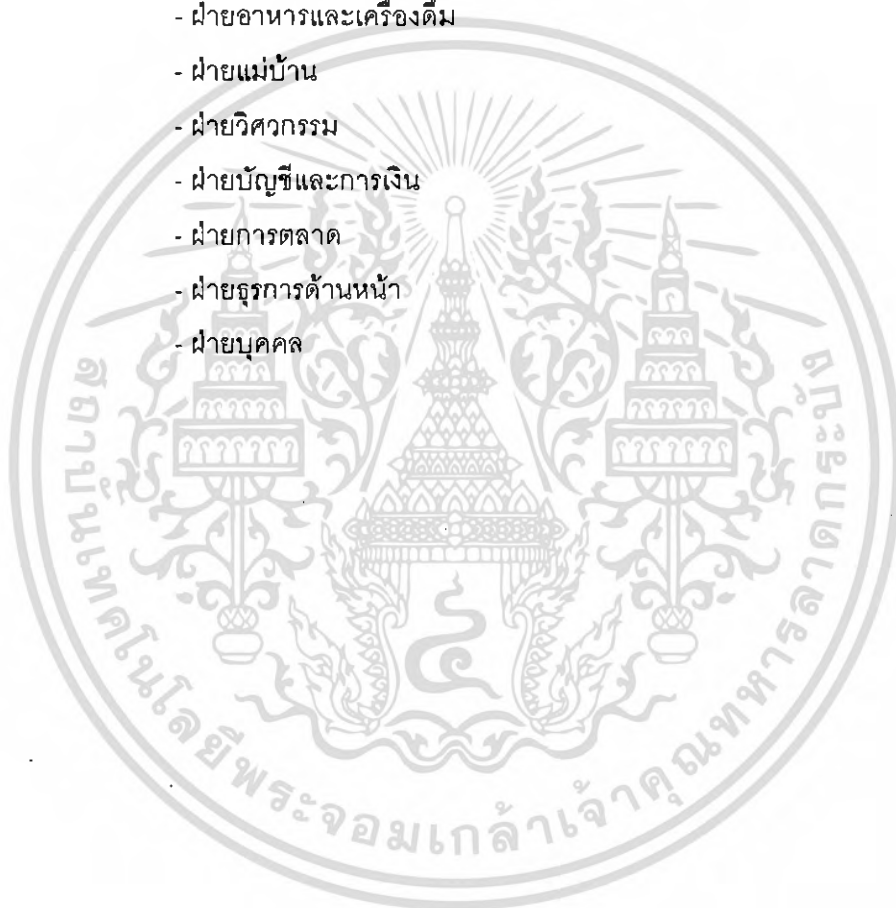 - ฝ่ายอาหารและเครื่องดื่ม
- ฝ่ายแม่บ้าน
- ฝ่ายวิศวกรรม
- ฝ่ายบัญชีและการเงิน
- ฝ่ายการตลาด
- ฝ่ายธุรการด้านหน้า
- ฝ่ายบุคคล
สถาบันเทคโนโลยีพระจอมเกล้าเจ้าคุณทหารลาดกระบัง
๔